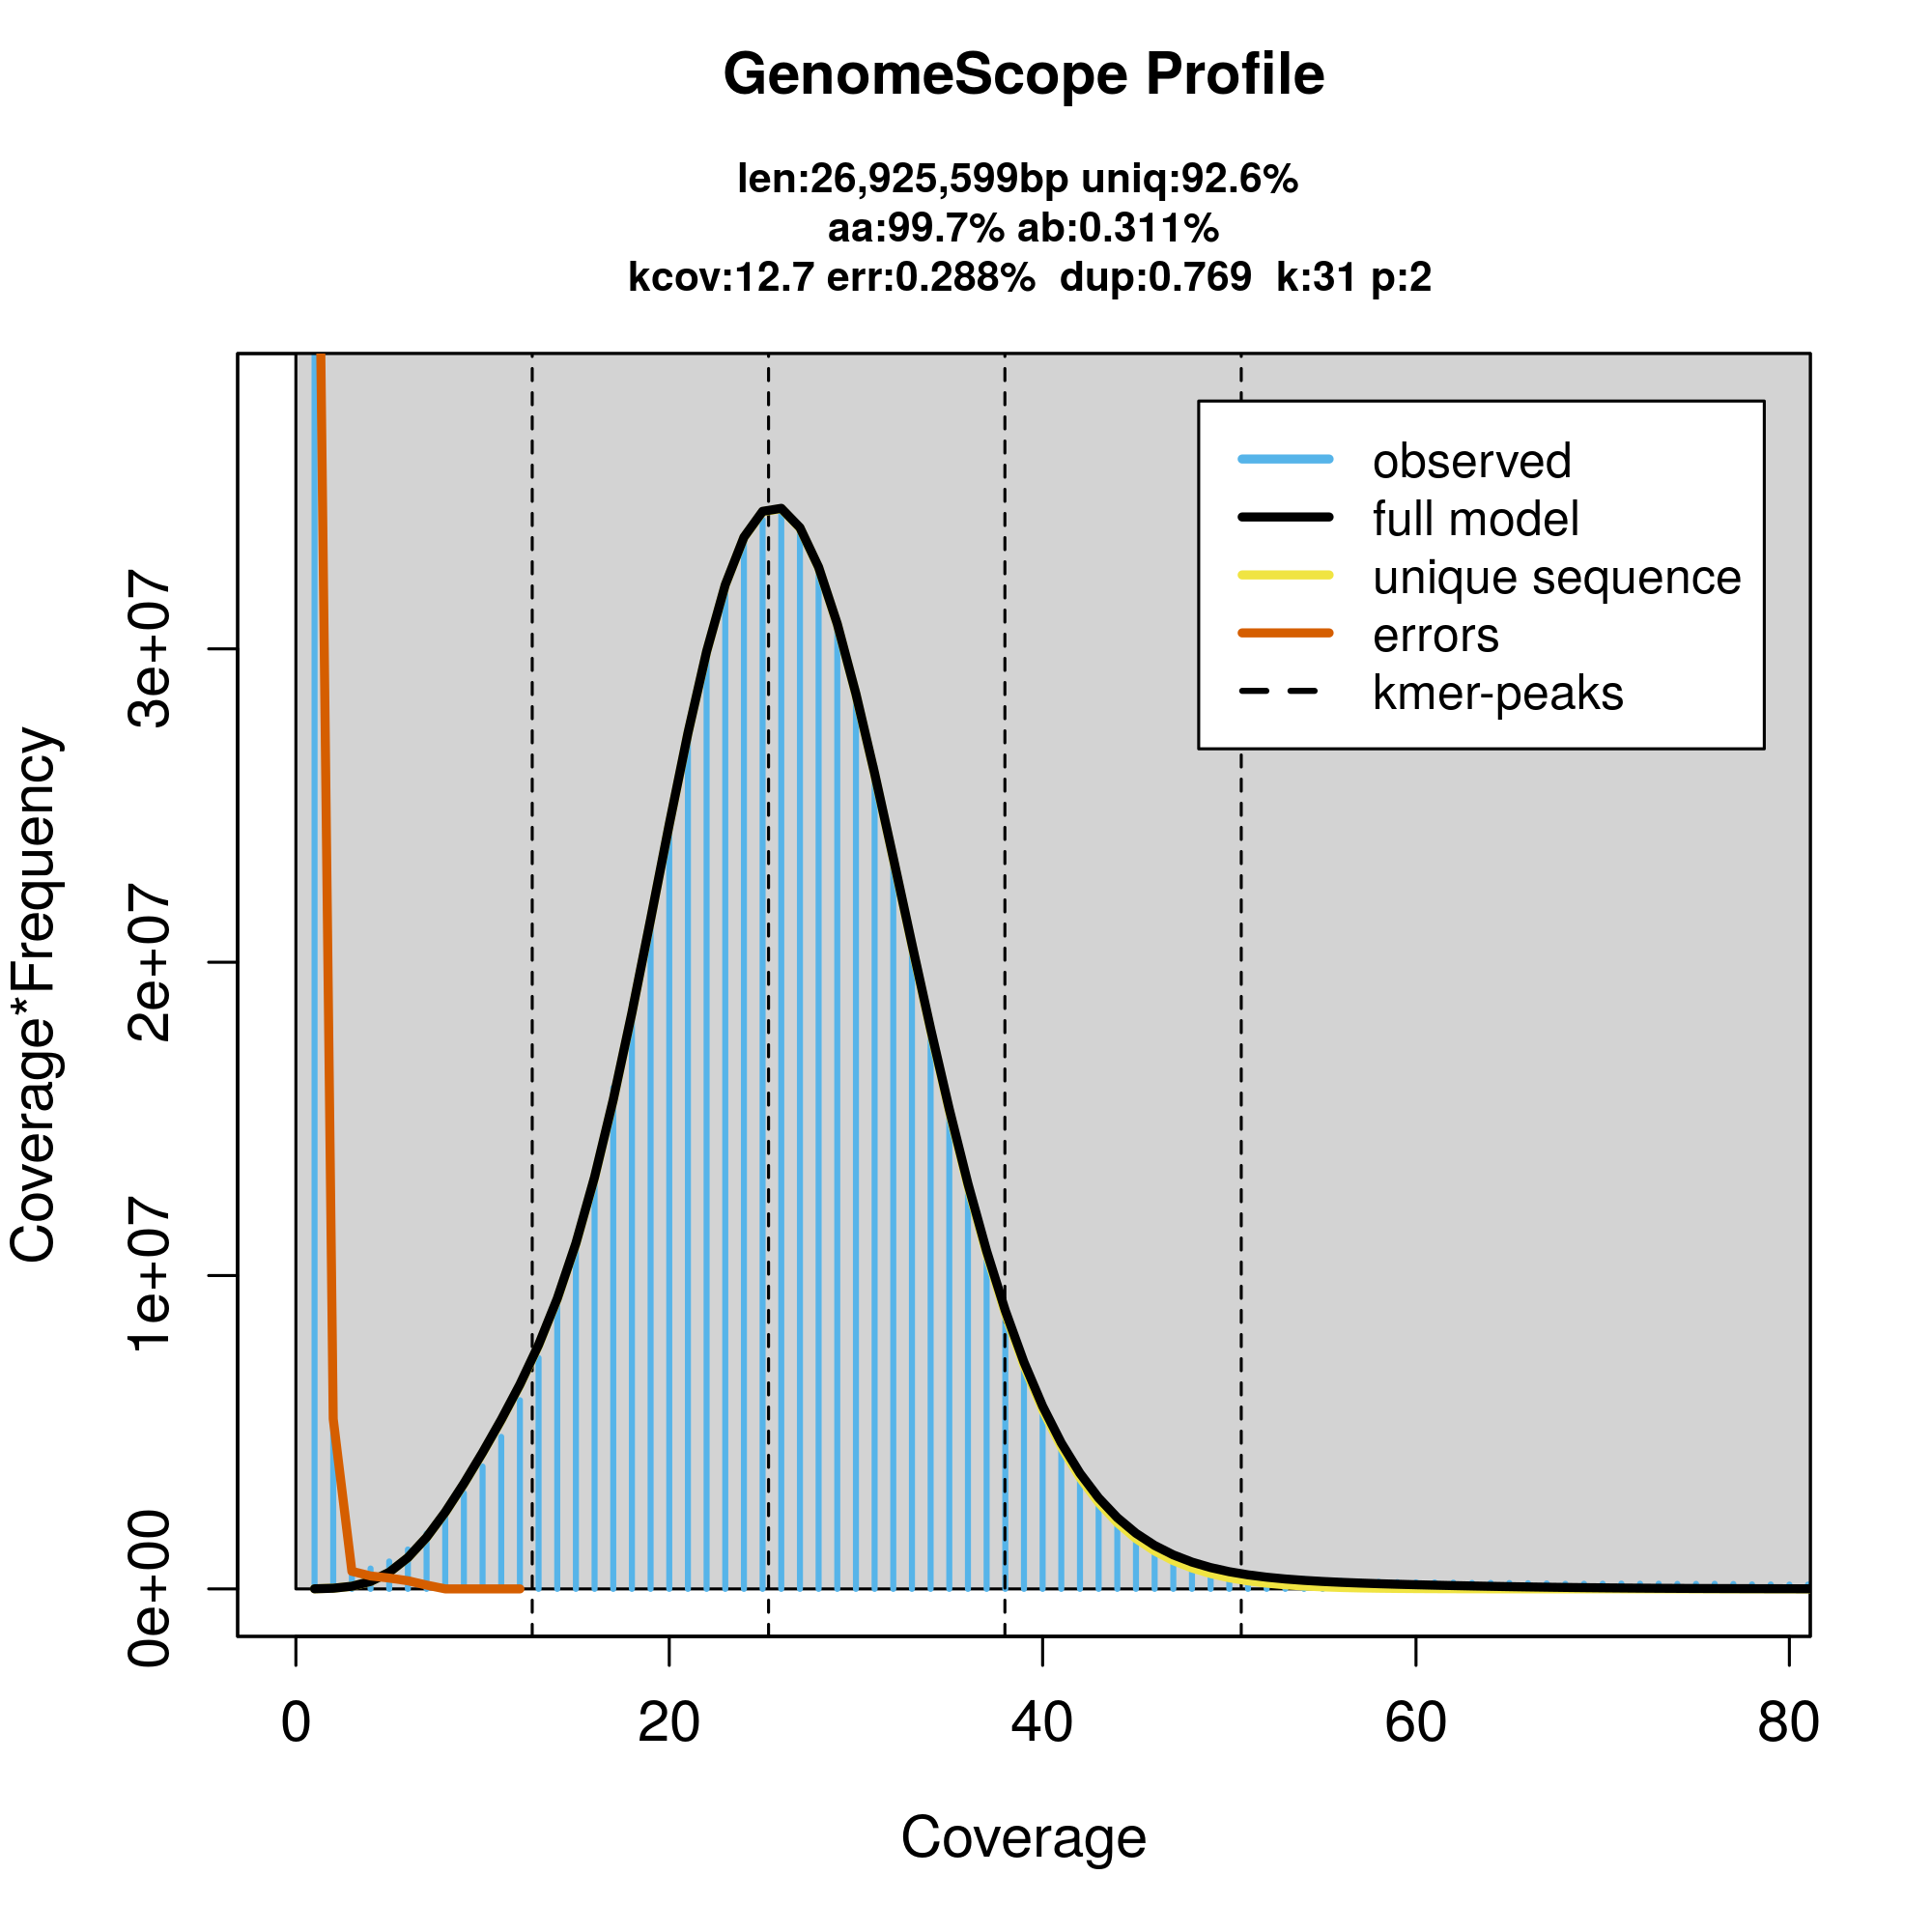 GenomeScope Profile
len:26,925,599bp uniq:92.6%
aa:99.7% ab:0.311%
kcov:12.7 err:0.288%  dup:0.769  k:31 p:2
observed
full model
unique sequence
errors
kmer-peaks
Coverage*Frequency
3e+07
2e+07
1e+07
0e+00
0 20 40 60 80
Coverage